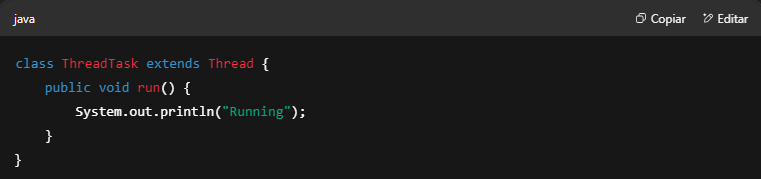 java
Copiar
Editar
class ThreadTask extends Thread {
    public void run() {
        System.out.println("Running");
    }
}